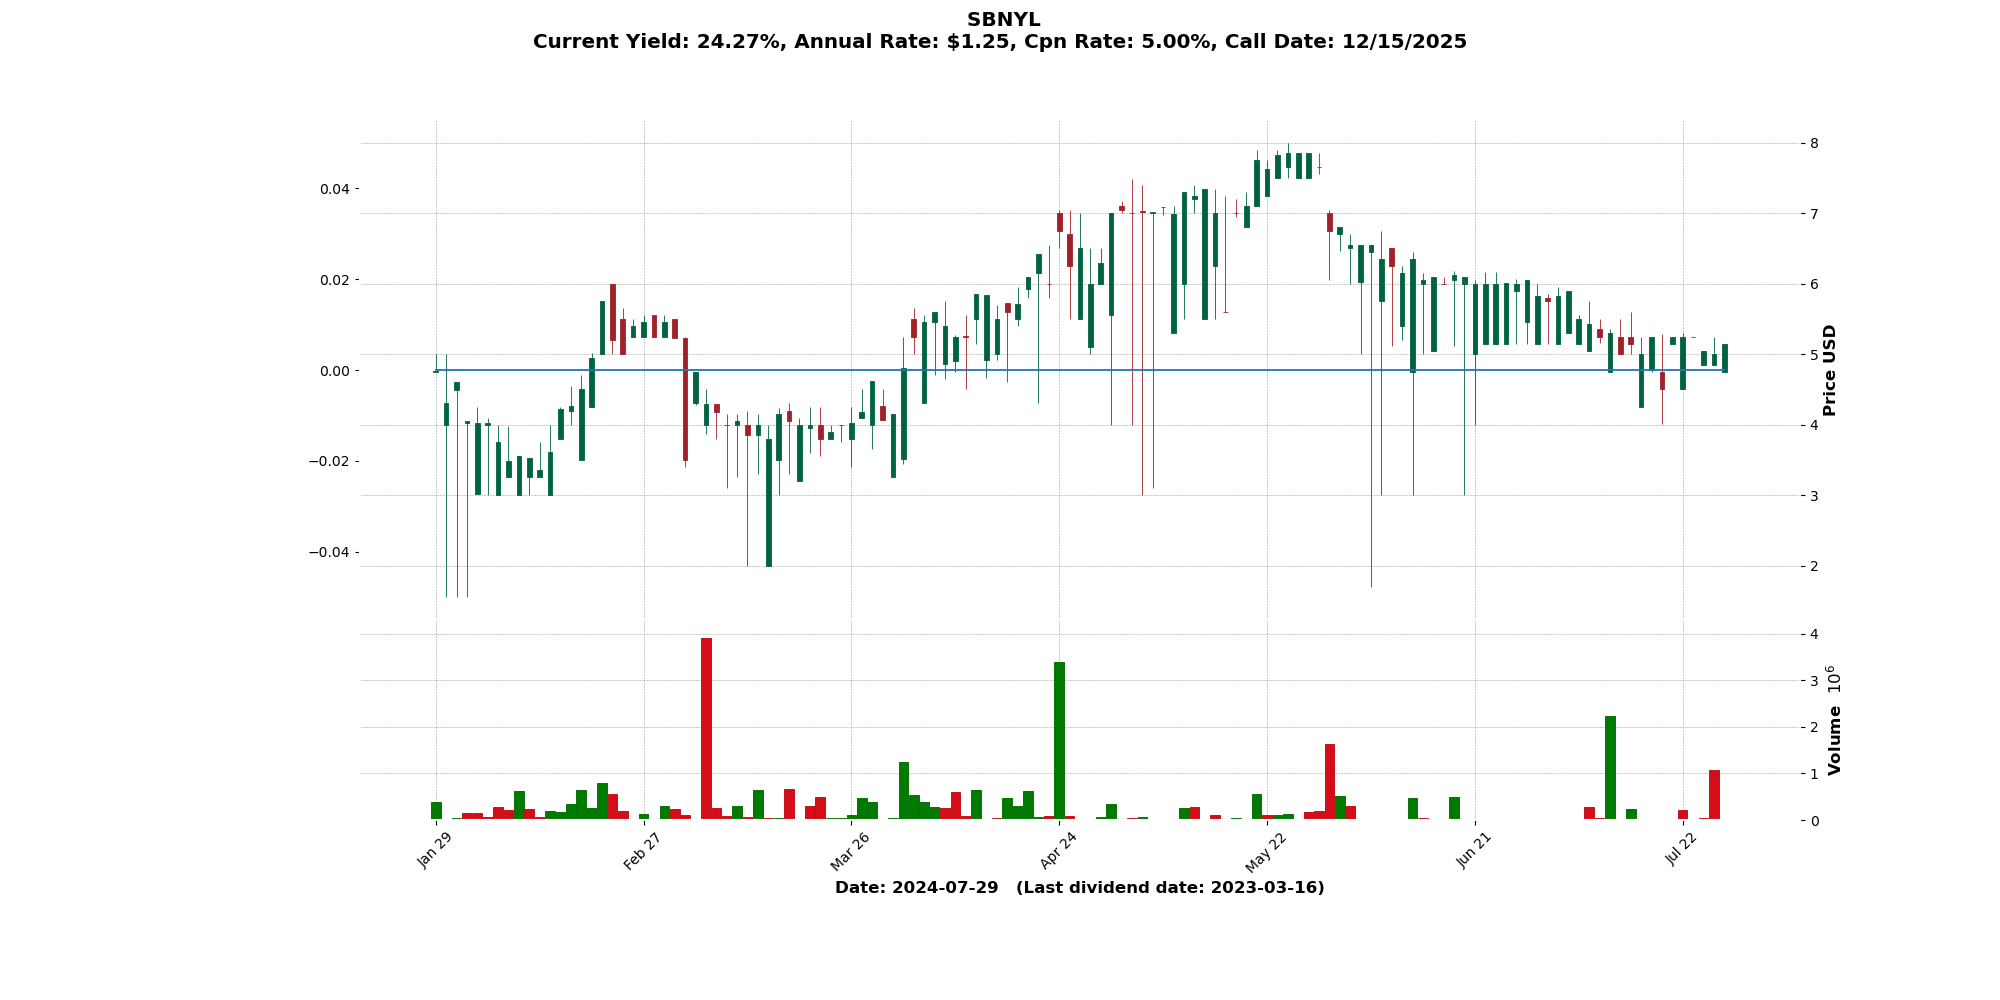 SBNYL
Current Yield: 24.27%, Annual Rate: $1.25, Cpn Rate: 5.00%, Call Date: 12/15/2025
0.04
0.02
0.00
−0.02
−0.04
8
7
6
5
4
3
2
Price USD
4
3
2
1
0
Volume 10^6
Jan 29
Feb 27
Mar 26
Apr 24
May 22
Jun 21
Jul 22
Date: 2024-07-29 (Last dividend date: 2023-03-16)